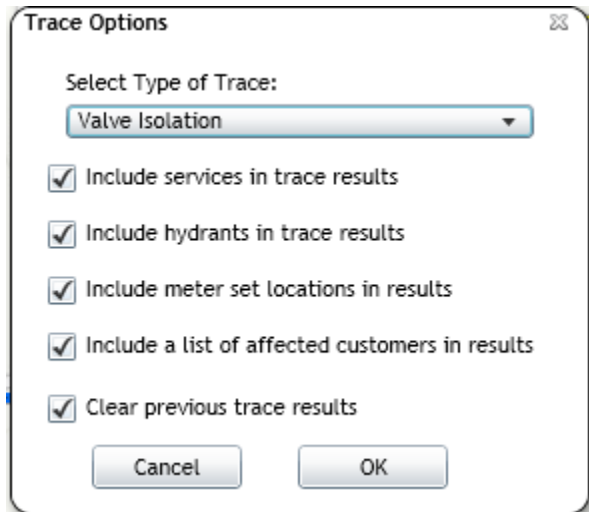 Trace Options
Select Type of Trace:
Valve Isolation
Include services in trace results
Include hydrants in trace results
Include meter set locations in results
Include a list of affected customers in results
Clear previous trace results
Cancel OK